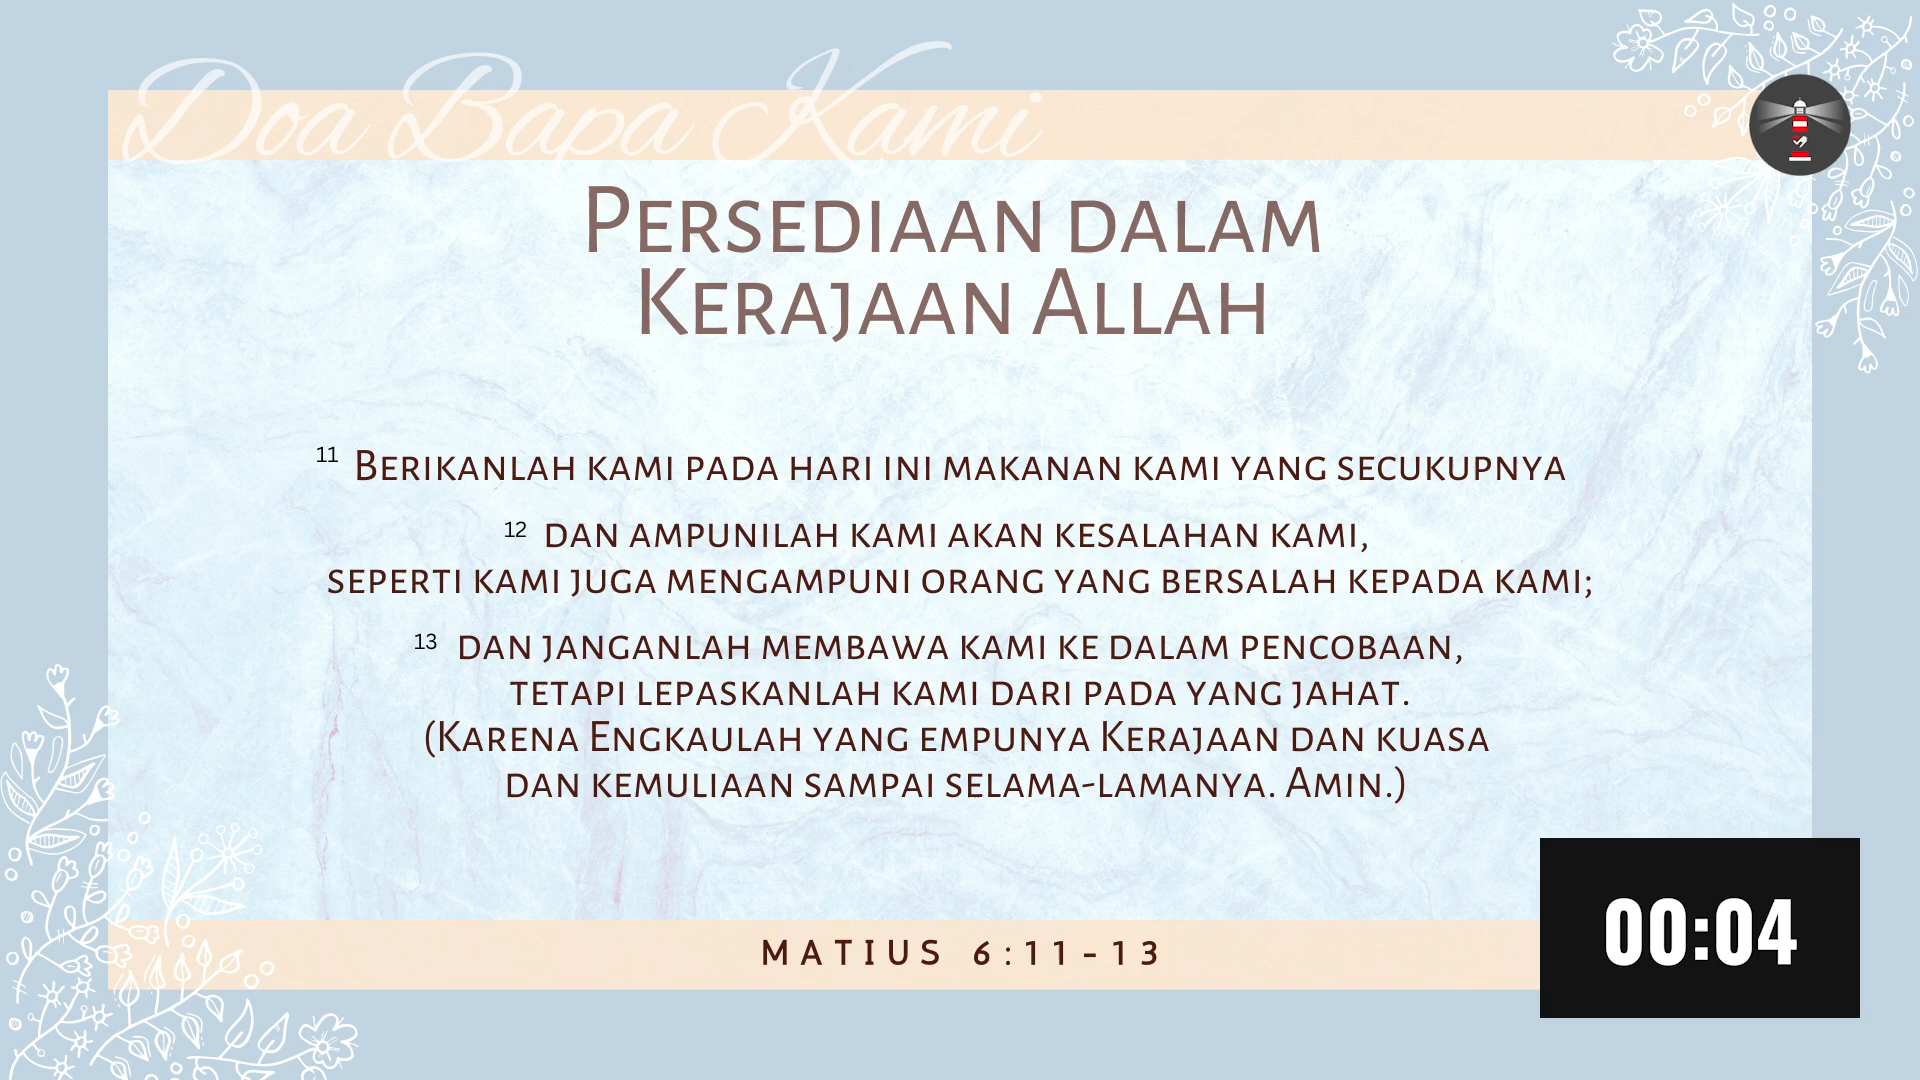 Doa Bapa Kami
Persediaan dalam
Kerajaan Allah
11 Berikanlah kami pada hari ini makanan kami yang secukupnya
12 dan ampunilah kami akan kesalahan kami,
seperti kami juga mengampuni orang yang bersalah kepada kami;
13 dan janganlah membawa kami ke dalam pencobaan,
tetapi lepaskanlah kami dari pada yang jahat.
(Karena Engkaulah yang empunya Kerajaan dan kuasa
dan kemuliaan sampai selama-lamanya. Amin.)
MATIUS 6:11-13
00:04